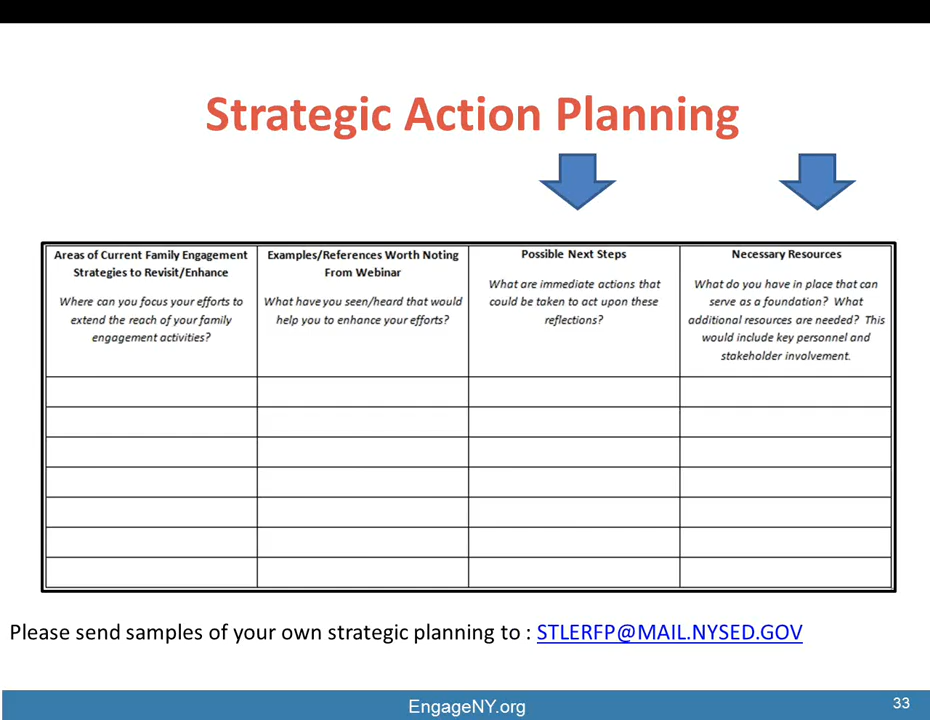 Strategic Action Planning
Areas of Current Family Engagement
Strategies to Revisit/Enhance
Where can you focus your efforts to
extend the reach of your family
engagement activities?
Examples/References Worth Noting
From Webinar
What have you seen/heard that would
help you to enhance your efforts?
Possible Next Steps
What are immediate actions that
could be taken to act upon these
reflections?
Necessary Resources
What do you have in place that can
serve as a foundation? What
additional resources are needed? This
would include key personnel and
stakeholder involvement.
Please send samples of your own strategic planning to : STLERFP@MAIL.NYSED.GOV
EngageNY.org
33